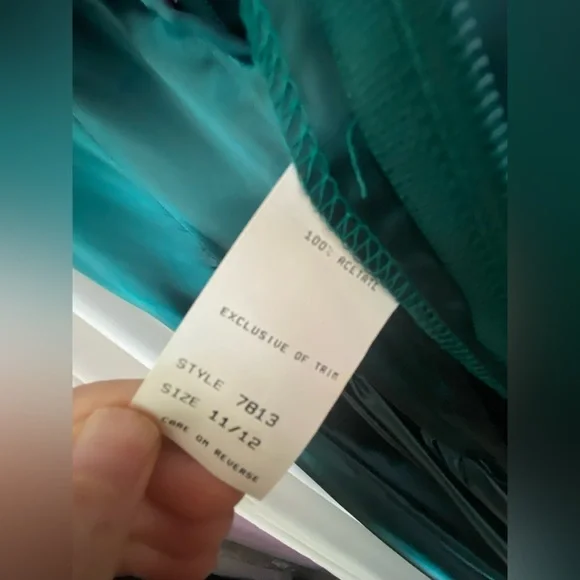 100% ACETATE
EXCLUSIVE OF TRIM
STYLE 7813
SIZE 11/12
CARE ON REVERSE